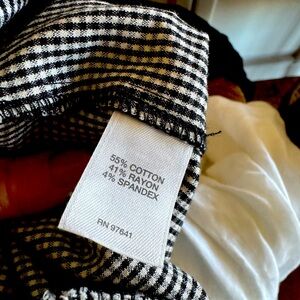 55% COTTON
41% RAYON
4% SPANDEX
RN 97641